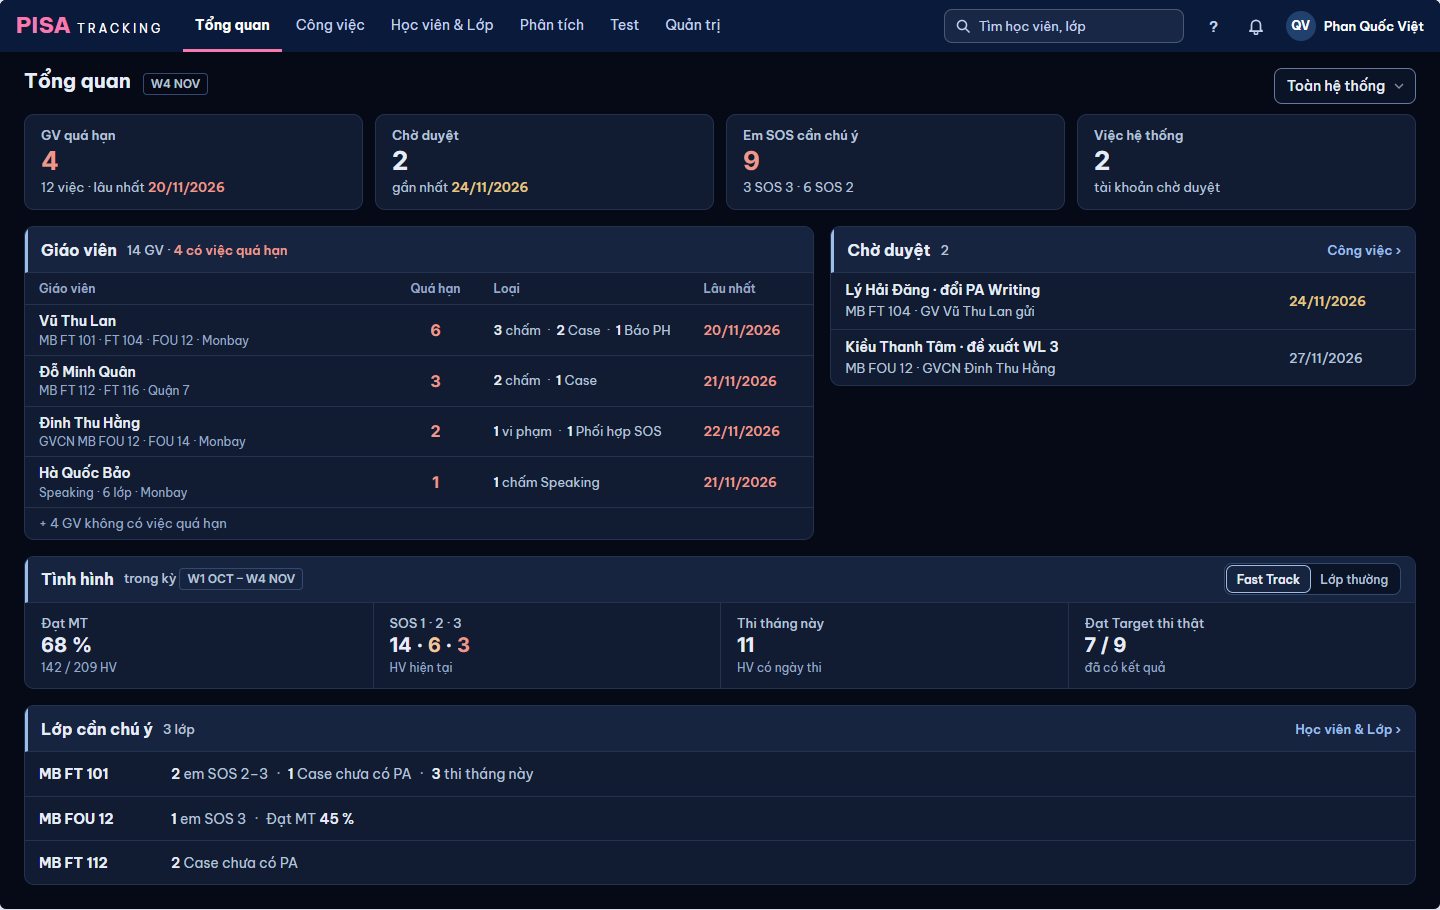 PISA TRACKING Tổng quan Công việc Học viên & Lớp Phân tích Test Quản trị Tìm học viên, lớp ? QV Phan Quốc Việt
Tổng quan W4 NOV Toàn hệ thống
GV quá hạn
4
12 việc · lâu nhất 20/11/2026
Chờ duyệt
2
gần nhất 24/11/2026
Em SOS cần chú ý
9
3 SOS 3 · 6 SOS 2
Việc hệ thống
2
tài khoản chờ duyệt
Giáo viên 14 GV · 4 có việc quá hạn
Giáo viên Quá hạn Loại Lâu nhất
Vũ Thu Lan
MB FT 101 · FT 104 · FOU 12 · Monbay
6 3 chấm · 2 Case · 1 Báo PH 20/11/2026
Đỗ Minh Quân
MB FT 112 · FT 116 · Quận 7
3 2 chấm · 1 Case 21/11/2026
Đinh Thu Hằng
GVCN MB FOU 12 · FOU 14 · Monbay
2 1 vi phạm · 1 Phối hợp SOS 22/11/2026
Hà Quốc Bảo
Speaking · 6 lớp · Monbay
1 1 chấm Speaking 21/11/2026
+ 4 GV không có việc quá hạn
Chờ duyệt 2 Công việc ›
Lý Hải Đăng · đổi PA Writing
MB FT 104 · GV Vũ Thu Lan gửi
24/11/2026
Kiều Thanh Tâm · đề xuất WL 3
MB FOU 12 · GVCN Đinh Thu Hằng
27/11/2026
Tình hình trong kỳ W1 OCT – W4 NOV Fast Track Lớp thường
Đạt MT
68 %
142 / 209 HV
SOS 1 · 2 · 3
14 · 6 · 3
HV hiện tại
Thi tháng này
11
HV có ngày thi
Đạt Target thi thật
7 / 9
đã có kết quả
Lớp cần chú ý 3 lớp Học viên & Lớp ›
MB FT 101 2 em SOS 2–3 · 1 Case chưa có PA · 3 thi tháng này
MB FOU 12 1 em SOS 3 · Đạt MT 45 %
MB FT 112 2 Case chưa có PA